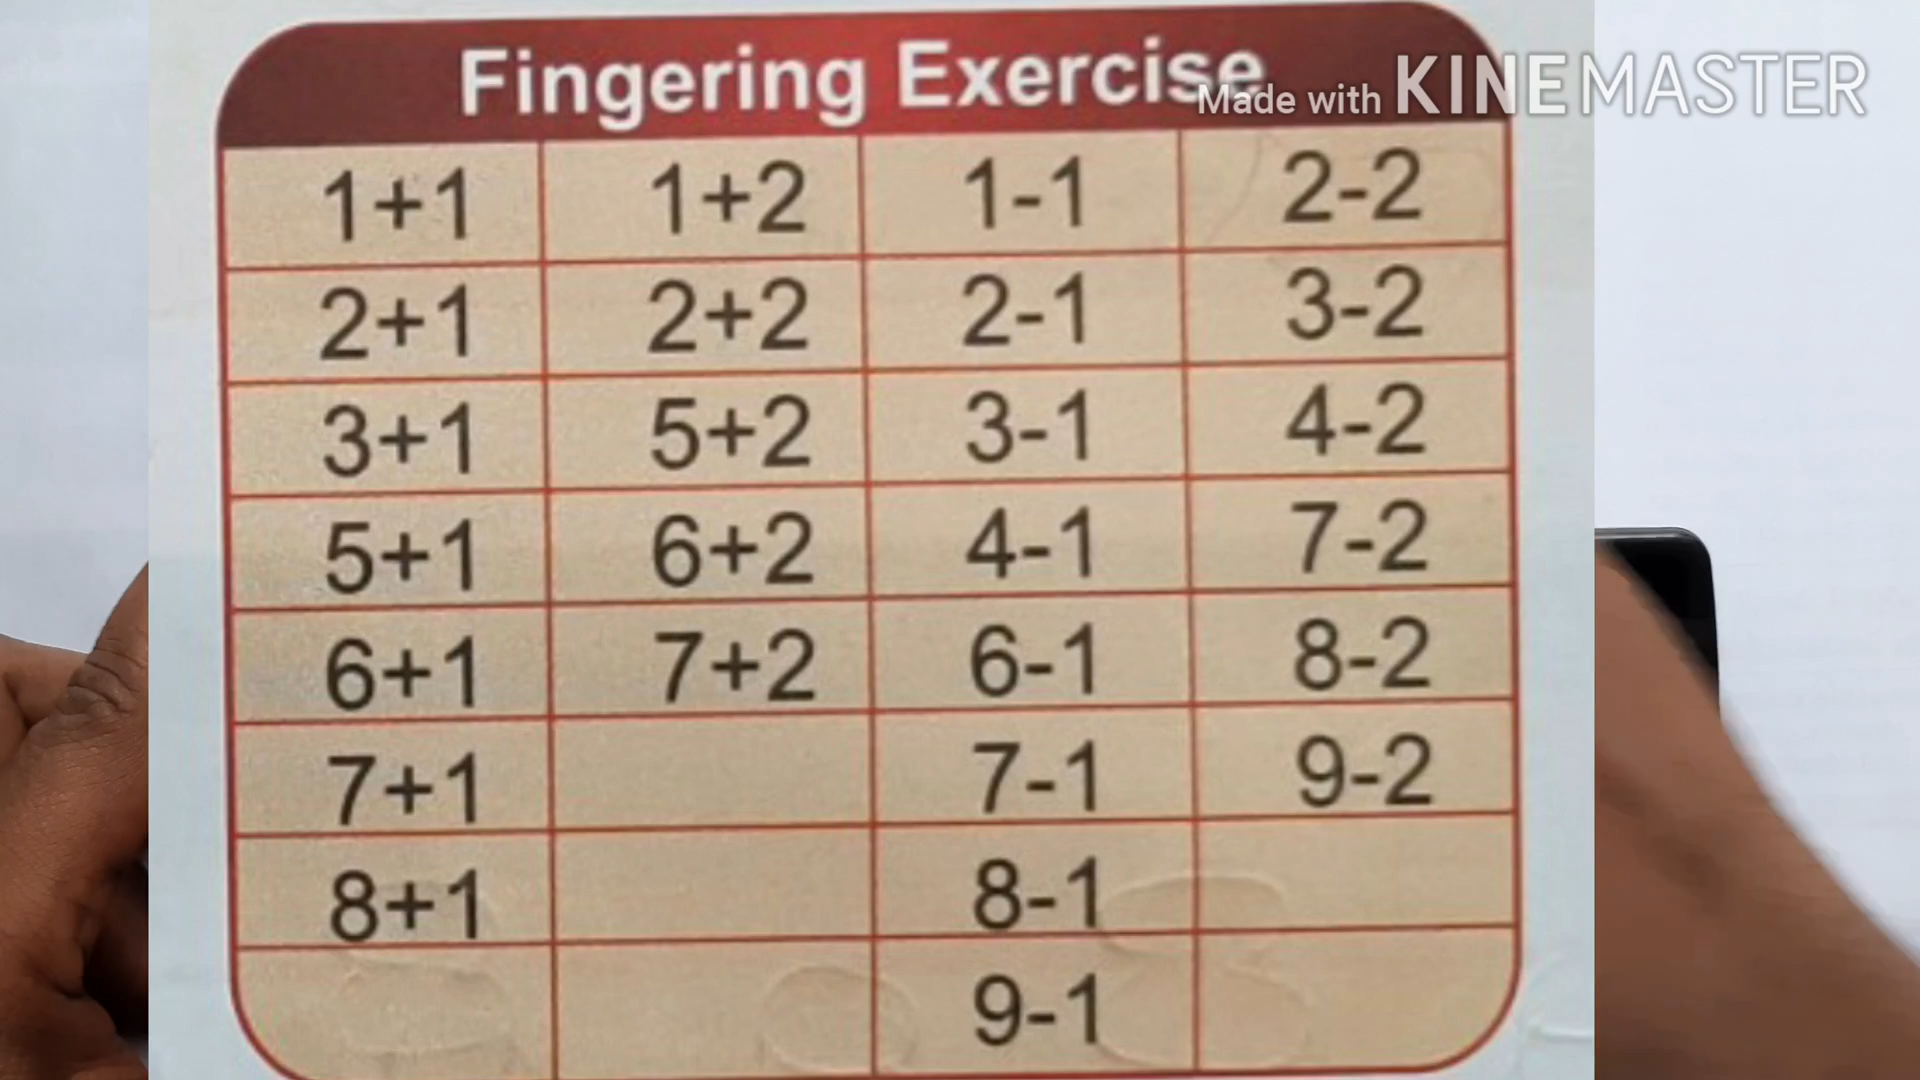 Fingering Exercise
Made with KINEMASTER
1+1 1+2 1-1 2-2
2+1 2+2 2-1 3-2
3+1 5+2 3-1 4-2
5+1 6+2 4-1 7-2
6+1 7+2 6-1 8-2
7+1 7-1 9-2
8+1 8-1
9-1